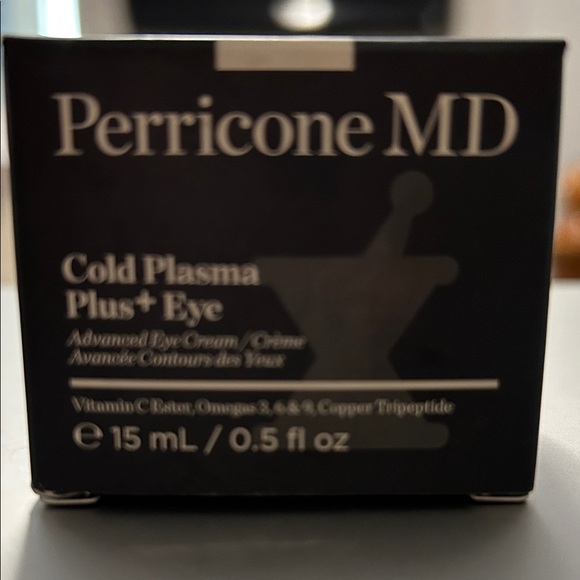 Perricone MD
Cold Plasma
Plus+ Eye
Advanced Eye Cream / Crème
Avancée Contours des Yeux
Vitamin C Ester, Omegas 3, 6 & 9, Copper Tripeptide
℮ 15 mL / 0.5 fl oz